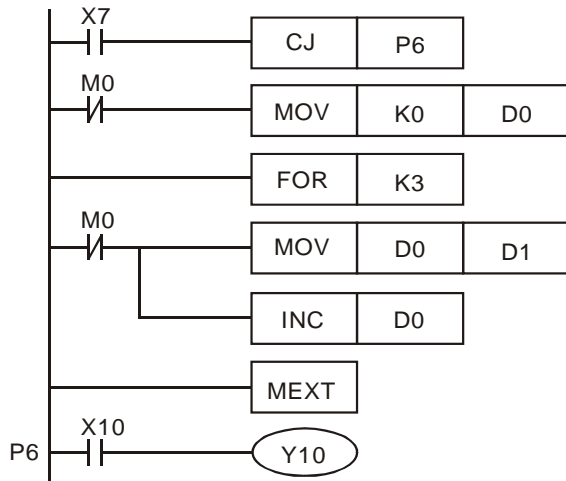 X7
CJ P6
M0
MOV K0 D0
FOR K3
M0
MOV D0 D1
INC D0
MEXT
X10
P6 Y10